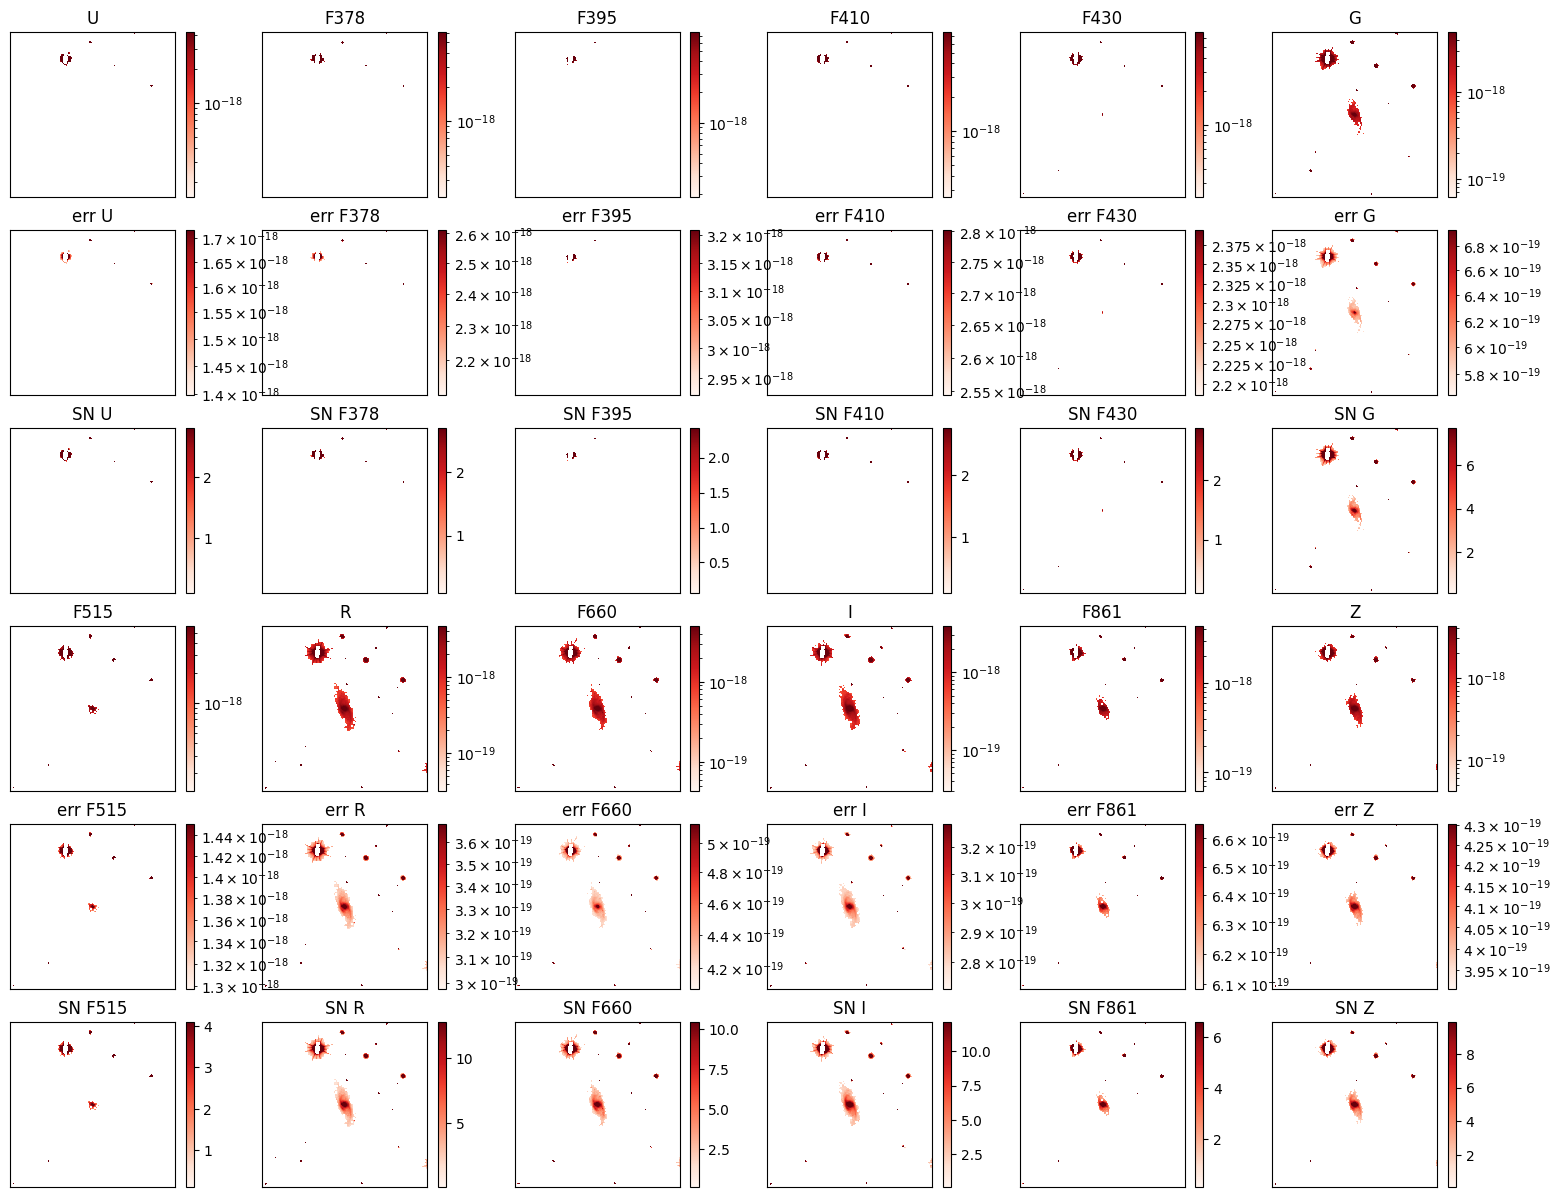 U F378 F395 F410 F430 G
10⁻¹⁸ 10⁻¹⁸ 10⁻¹⁸ 10⁻¹⁸ 10⁻¹⁸ 10⁻¹⁸
10⁻¹⁹
err U err F378 err F395 err F410 err F430 err G
1.7 × 10⁻¹⁸ 2.6 × 10⁻¹⁸ 3.2 × 10⁻¹⁸ 2.8 × 10⁻¹⁸ 2.375 × 10⁻¹⁸ 6.8 × 10⁻¹⁹
1.65 × 10⁻¹⁸ 2.5 × 10⁻¹⁸ 3.15 × 10⁻¹⁸ 2.75 × 10⁻¹⁸ 2.35 × 10⁻¹⁸ 6.6 × 10⁻¹⁹
1.6 × 10⁻¹⁸ 2.4 × 10⁻¹⁸ 3.1 × 10⁻¹⁸ 2.7 × 10⁻¹⁸ 2.325 × 10⁻¹⁸ 6.4 × 10⁻¹⁹
1.55 × 10⁻¹⁸ 2.3 × 10⁻¹⁸ 3.05 × 10⁻¹⁸ 2.65 × 10⁻¹⁸ 2.3 × 10⁻¹⁸ 6.2 × 10⁻¹⁹
1.5 × 10⁻¹⁸ 2.2 × 10⁻¹⁸ 3 × 10⁻¹⁸ 2.6 × 10⁻¹⁸ 2.275 × 10⁻¹⁸ 6 × 10⁻¹⁹
1.45 × 10⁻¹⁸ 2.95 × 10⁻¹⁸ 2.55 × 10⁻¹⁸ 2.25 × 10⁻¹⁸ 5.8 × 10⁻¹⁹
1.4 × 10⁻¹⁸ 2.225 × 10⁻¹⁸
2.2 × 10⁻¹⁸
SN U SN F378 SN F395 SN F410 SN F430 SN G
2 2 2.0 2 2 6
1 1 1.5 1 1 4
1.0 2
0.5
F515 R F660 I F861 Z
10⁻¹⁸ 10⁻¹⁸ 10⁻¹⁸ 10⁻¹⁸ 10⁻¹⁸ 10⁻¹⁸
10⁻¹⁹ 10⁻¹⁹ 10⁻¹⁹ 10⁻¹⁹ 10⁻¹⁹
err F515 err R err F660 err I err F861 err Z
1.44 × 10⁻¹⁸ 3.6 × 10⁻¹⁹ 5 × 10⁻¹⁹ 3.2 × 10⁻¹⁹ 6.6 × 10⁻¹⁹ 4.3 × 10⁻¹⁹
1.42 × 10⁻¹⁸ 3.5 × 10⁻¹⁹ 4.8 × 10⁻¹⁹ 3.1 × 10⁻¹⁹ 6.5 × 10⁻¹⁹ 4.25 × 10⁻¹⁹
1.4 × 10⁻¹⁸ 3.4 × 10⁻¹⁹ 4.6 × 10⁻¹⁹ 3 × 10⁻¹⁹ 6.4 × 10⁻¹⁹ 4.2 × 10⁻¹⁹
1.38 × 10⁻¹⁸ 3.3 × 10⁻¹⁹ 4.4 × 10⁻¹⁹ 2.9 × 10⁻¹⁹ 6.3 × 10⁻¹⁹ 4.15 × 10⁻¹⁹
1.36 × 10⁻¹⁸ 3.2 × 10⁻¹⁹ 4.2 × 10⁻¹⁹ 2.8 × 10⁻¹⁹ 6.2 × 10⁻¹⁹ 4.1 × 10⁻¹⁹
1.34 × 10⁻¹⁸ 3.1 × 10⁻¹⁹ 6.1 × 10⁻¹⁹ 4.05 × 10⁻¹⁹
1.32 × 10⁻¹⁸ 3 × 10⁻¹⁹ 4 × 10⁻¹⁹
1.3 × 10⁻¹⁸ 3.95 × 10⁻¹⁹
SN F515 SN R SN F660 SN I SN F861 SN Z
4 10 10.0 10.0 6 8
3 5 7.5 7.5 4 6
2 5.0 5.0 2 4
1 2.5 2.5 2